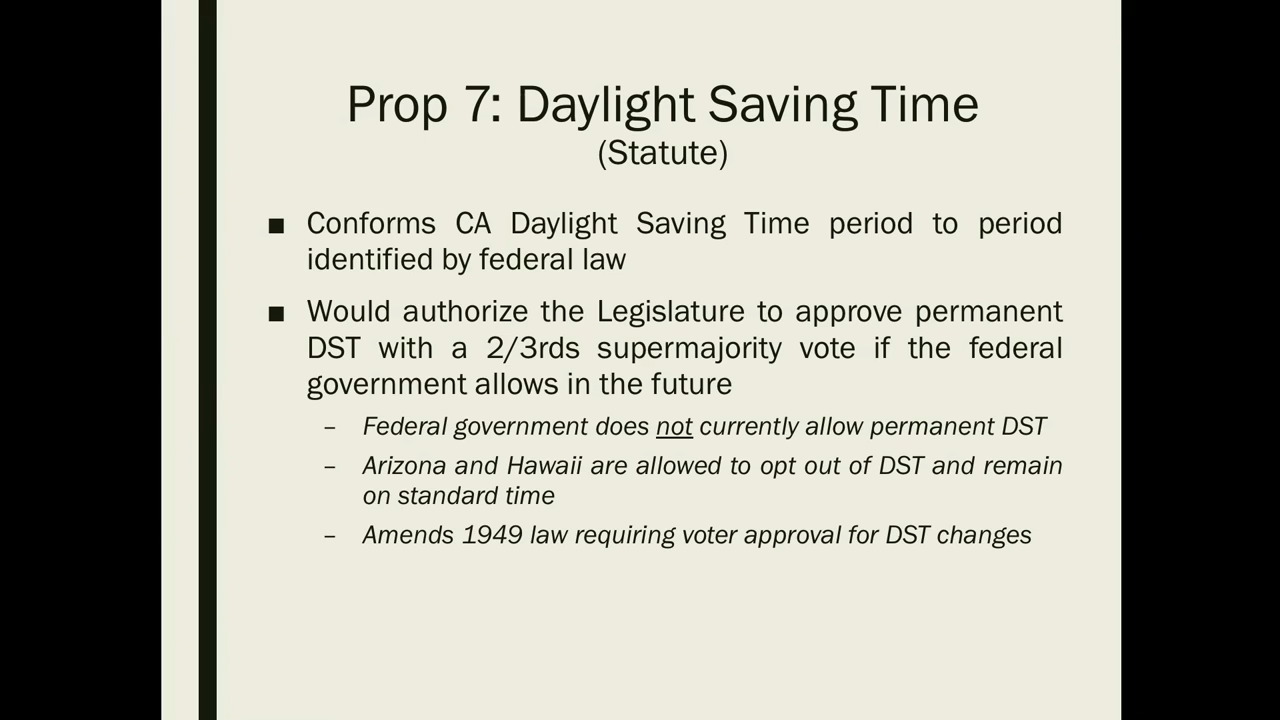 Prop 7: Daylight Saving Time
(Statute)
■ Conforms CA Daylight Saving Time period to period
identified by federal law
■ Would authorize the Legislature to approve permanent
DST with a 2/3rds supermajority vote if the federal
government allows in the future
– Federal government does not currently allow permanent DST
– Arizona and Hawaii are allowed to opt out of DST and remain
on standard time
– Amends 1949 law requiring voter approval for DST changes